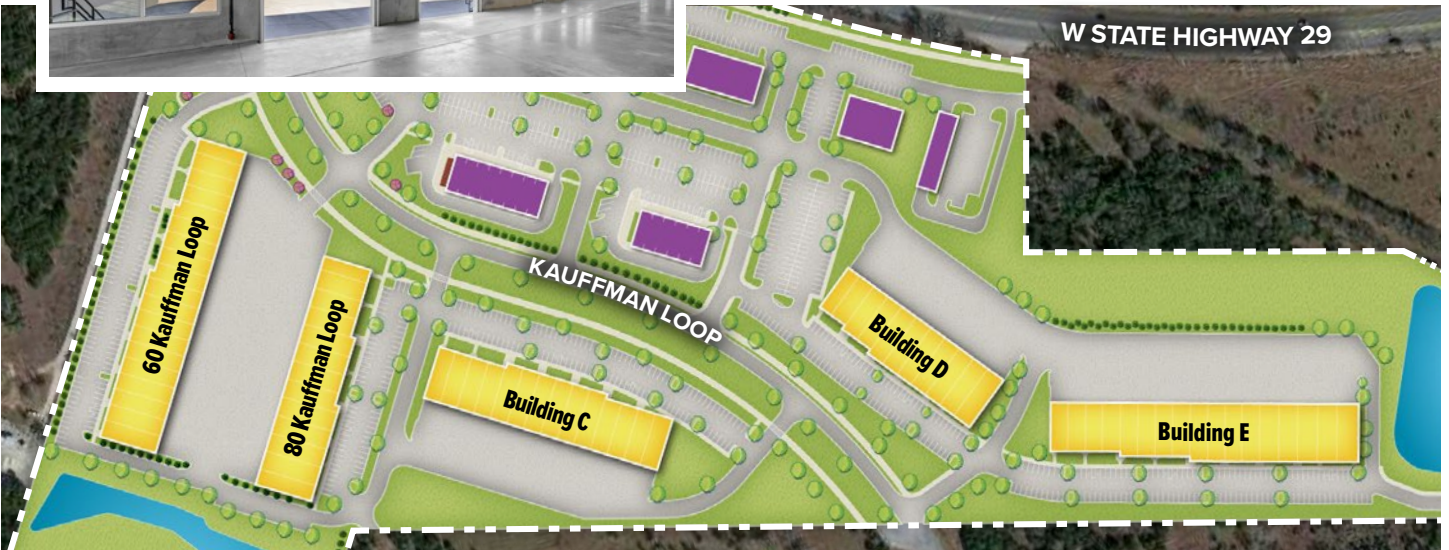 W STATE HIGHWAY 29
60 Kauffman Loop
80 Kauffman Loop
KAUFFMAN LOOP
Building C
Building D
Building E